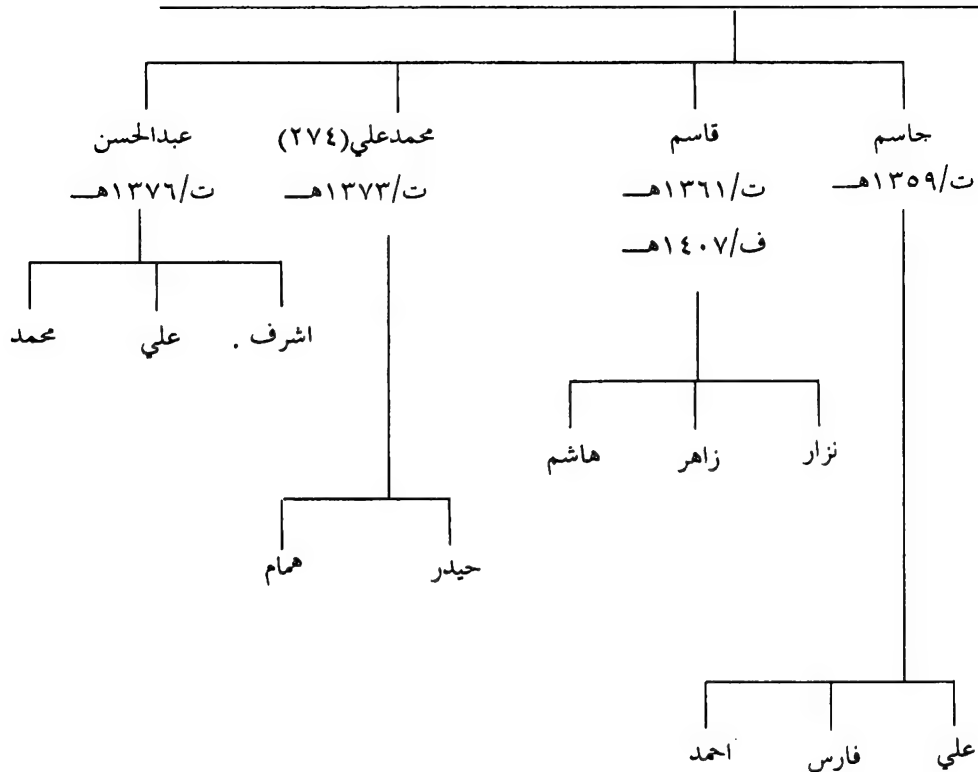 جاسم قاسم محمدعلي(٢٧٤) عبدالحسن
ت/١٣٥٩هـ ت/١٣٦١هـ ت/١٣٧٣هـ ت/١٣٧٦هـ
ف/١٤٠٧هـ
اشرف . علي محمد
نزار زاهر هاشم
حيدر همام
علي فارس احمد